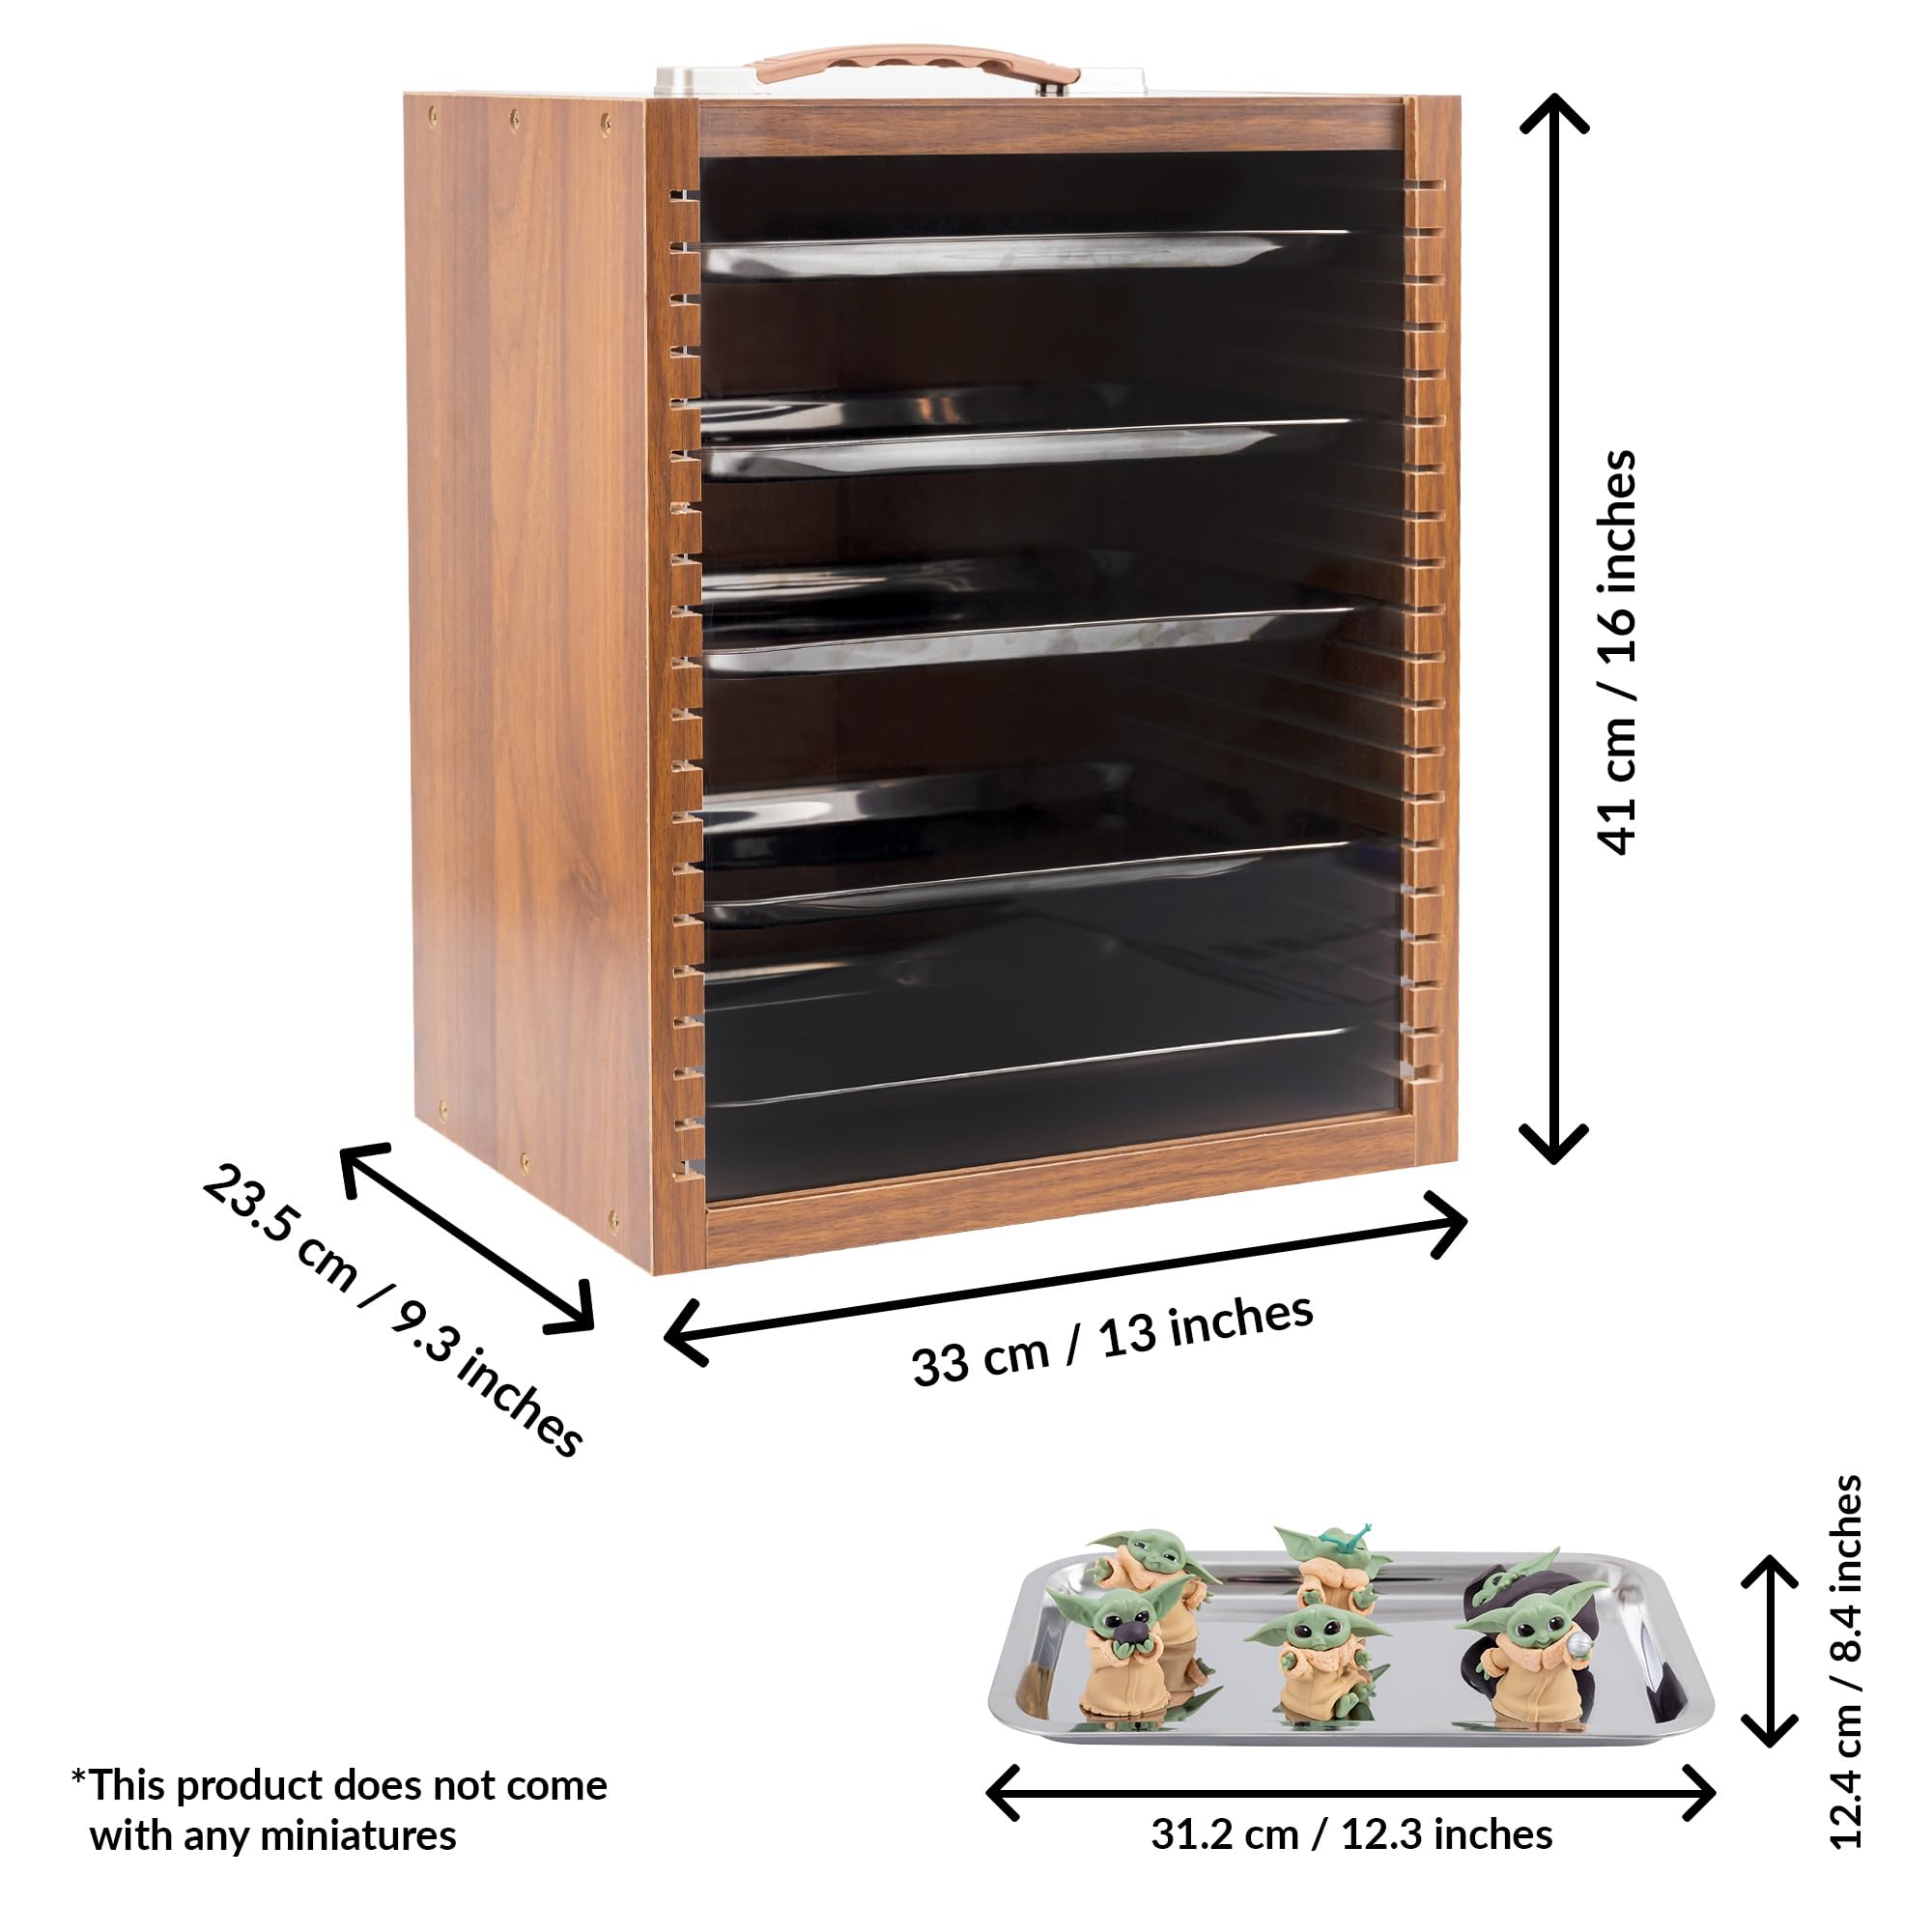 41 cm / 16 inches
23.5 cm / 9.3 inches
33 cm / 13 inches
12.4 cm / 8.4 inches
31.2 cm / 12.3 inches
*This product does not come
with any miniatures